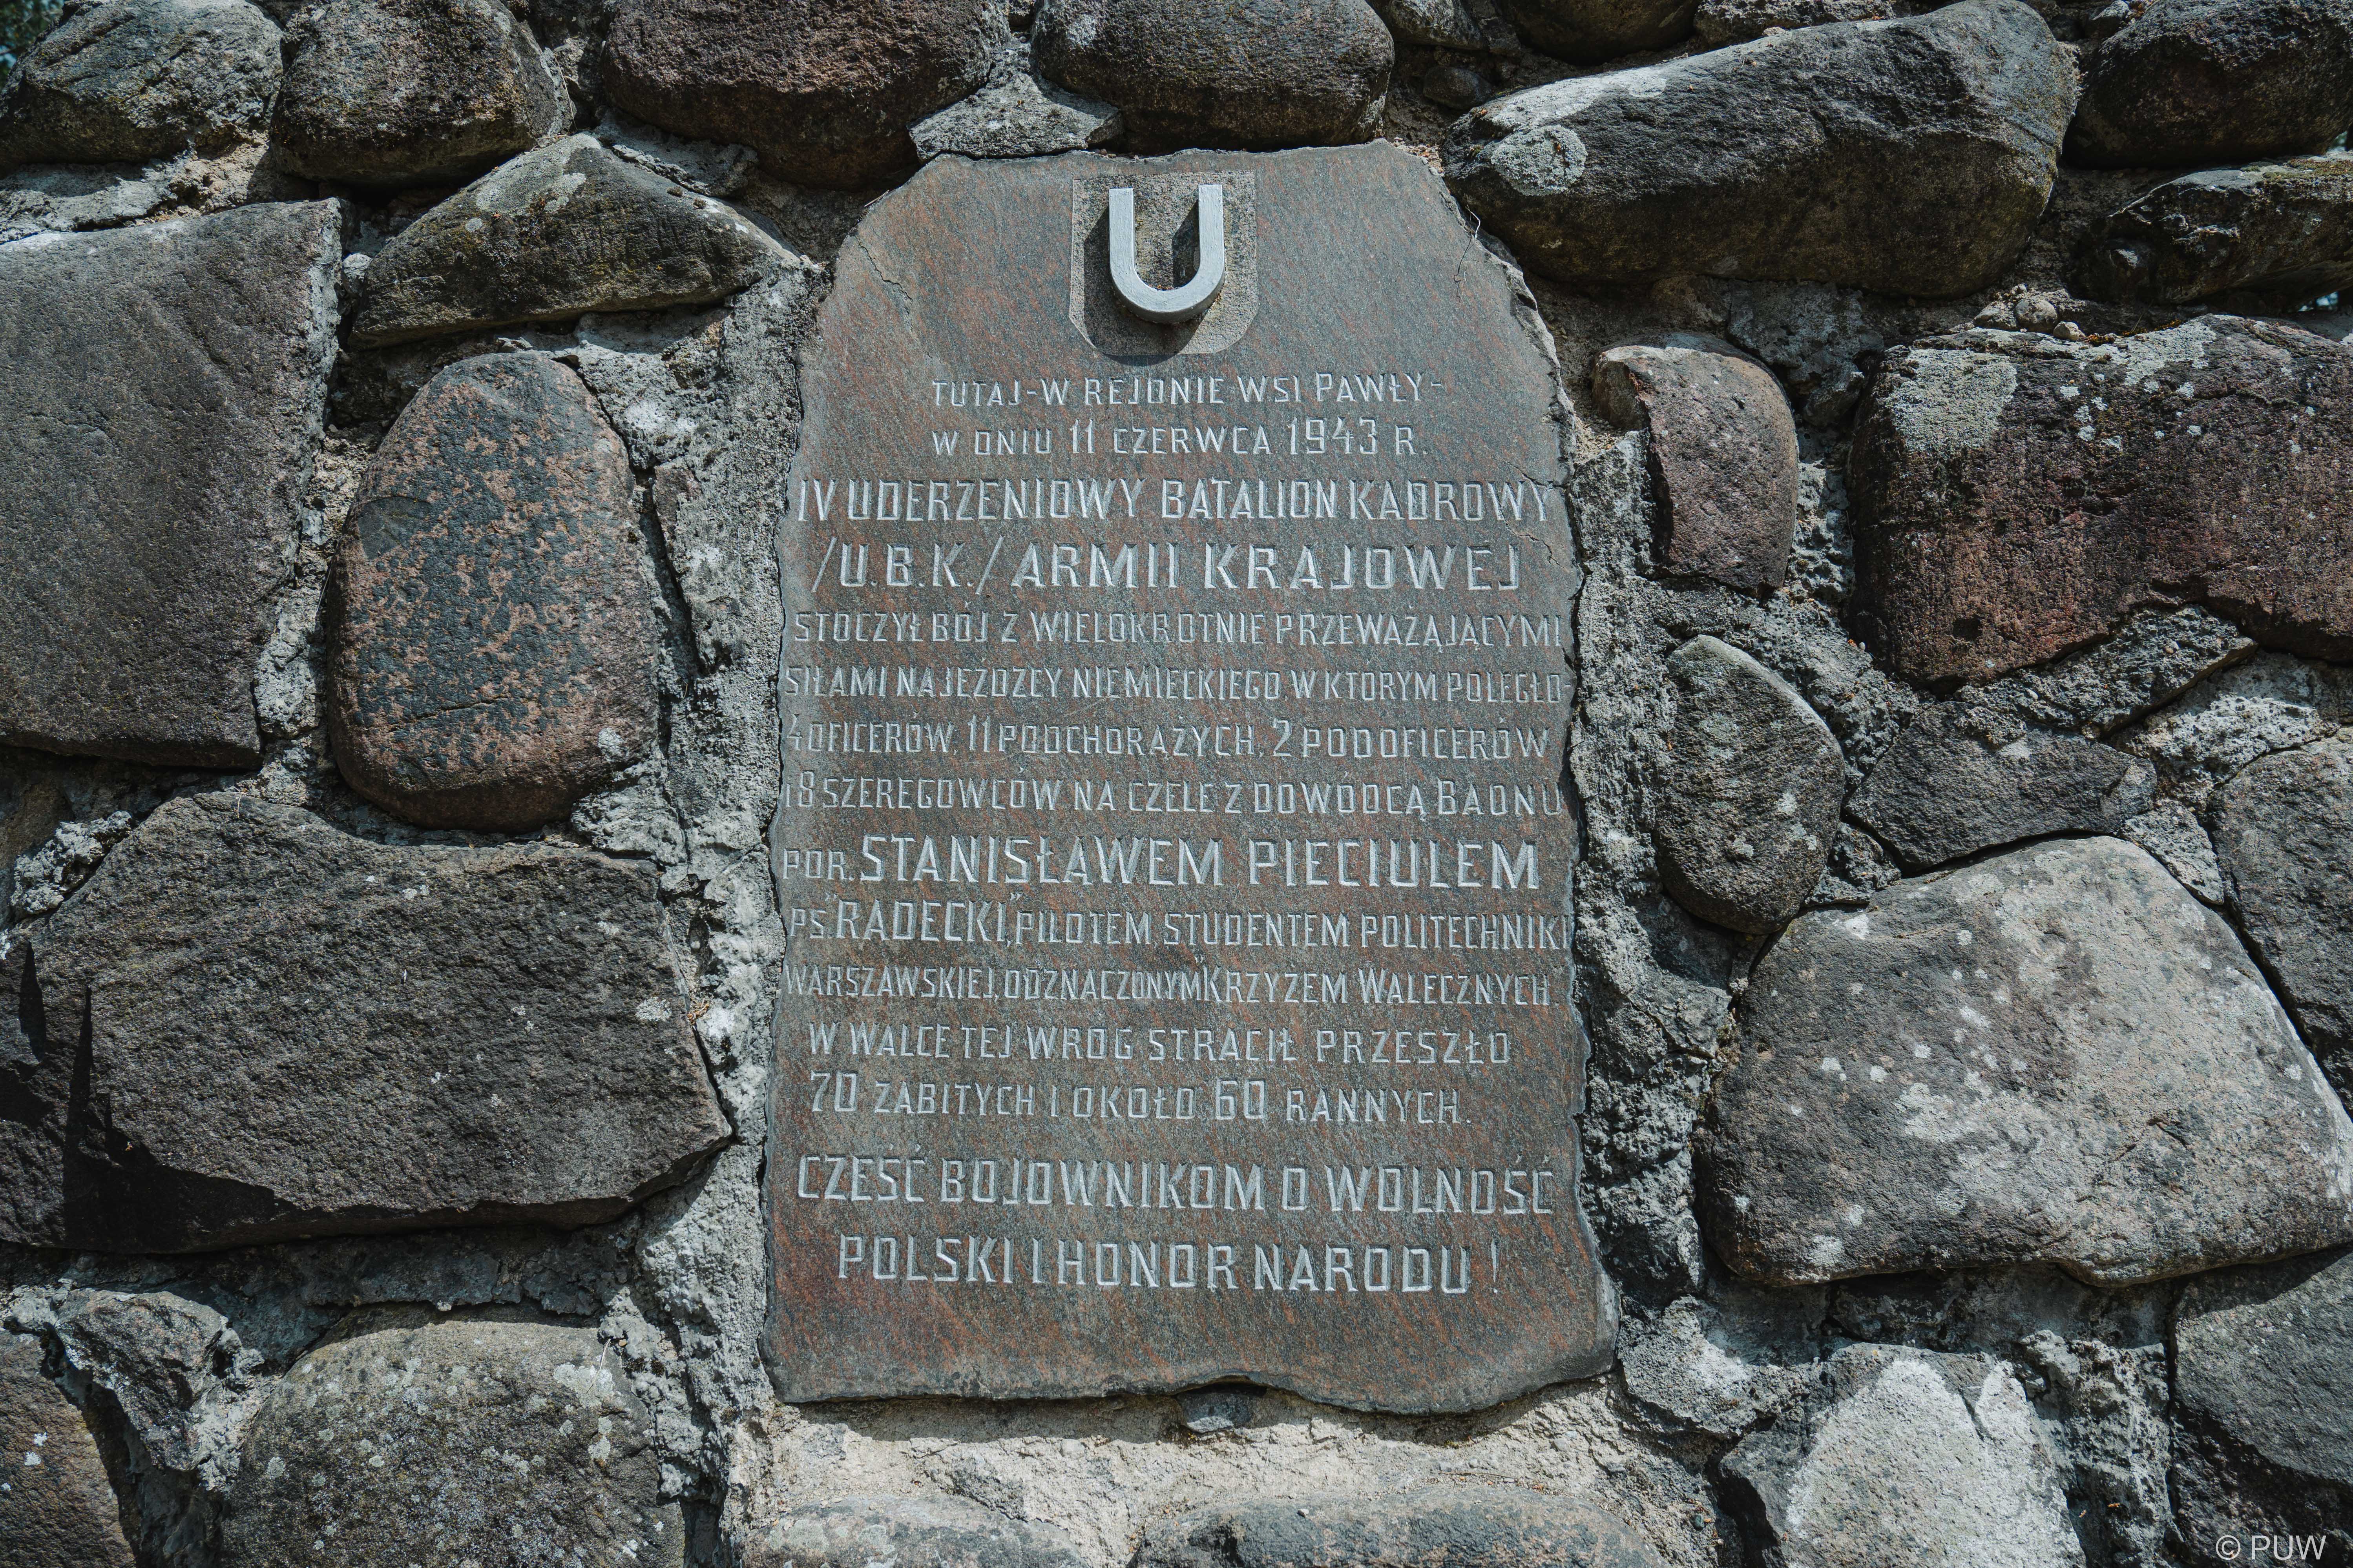 U
TUTAJ-W REJONIE WSI PAWŁY-
W DNIU 11 CZERWCA 1943 R.
IV UDERZENIOWY BATALION KADROWY
/U.B.K./ ARMII KRAJOWEJ
STOCZYŁ BÓJ Z WIELOKROTNIE PRZEWAŻĄJĄCYMI
SIŁAMI NAJEŹDZCY NIEMIECKIEGO, W KTÓRYM POLEGŁO-
4 OFICERÓW, 11 PODCHORĄŻYCH, 2 PODOFICERÓW
I 8 SZEREGOWCÓW NA CZELE Z DOWÓDCĄ BAONU
POR. STANISŁAWEM PIECIULEM
PS. "RADECKI," PILOTEM, STUDENTEM POLITECHNIKI
WARSZAWSKIEJ, ODZNACZONYM KRZYŻEM WALECZNYCH.
W WALCE TEJ WRÓG STRACIŁ PRZESZŁO
70 ZABITYCH I OKOŁO 60 RANNYCH.
CZEŚĆ BOJOWNIKOM O WOLNOŚĆ
POLSKI I HONOR NARODU!
© PUW